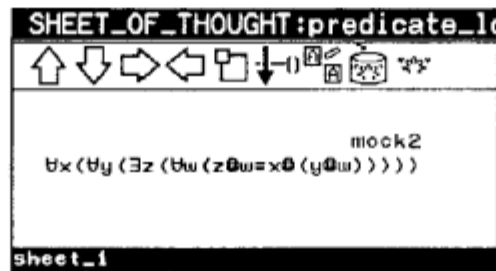 SHEET_OF_THOUGHT:predicate_lo
mock2
∀x(∀y(∃z(∀w(z@w=x@(y@w)))))
sheet_1